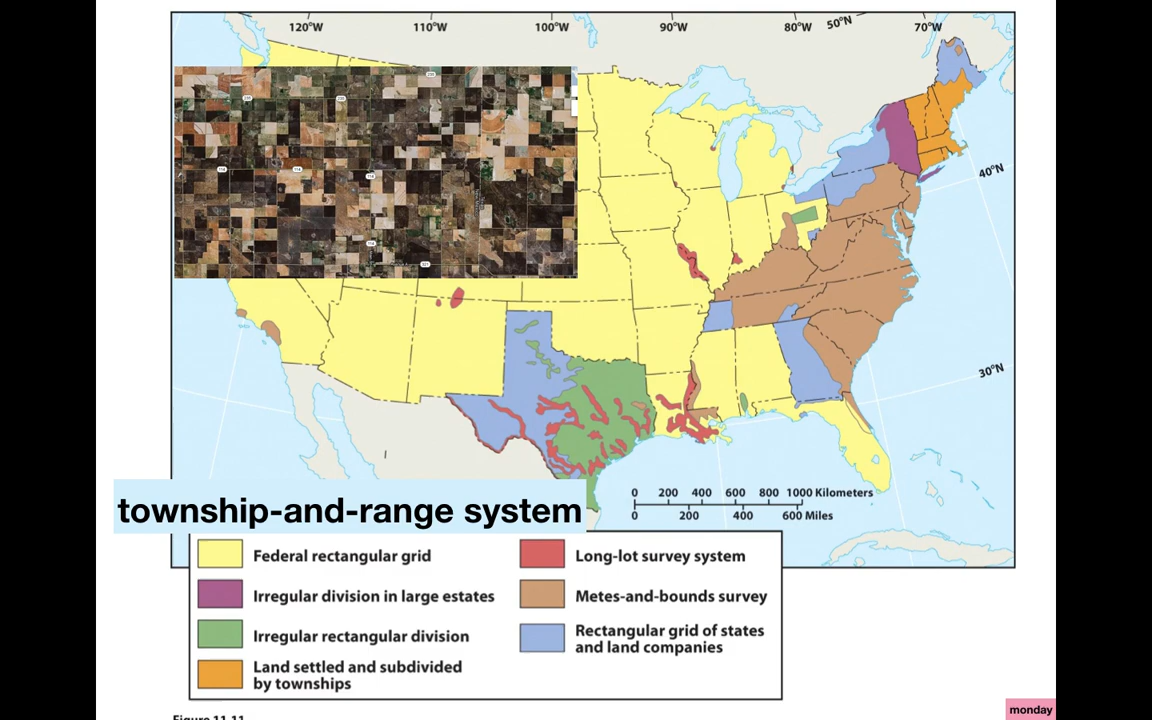 120°W 110°W 100°W 90°W 80°W 50°N 70°W
40°N
30°N
0 200 400 600 800 1000 Kilometers
0 200 400 600 Miles
township-and-range system
Federal rectangular grid
Irregular division in large estates
Irregular rectangular division
Land settled and subdivided
by townships
Long-lot survey system
Metes-and-bounds survey
Rectangular grid of states
and land companies
Figure 11-11
monday